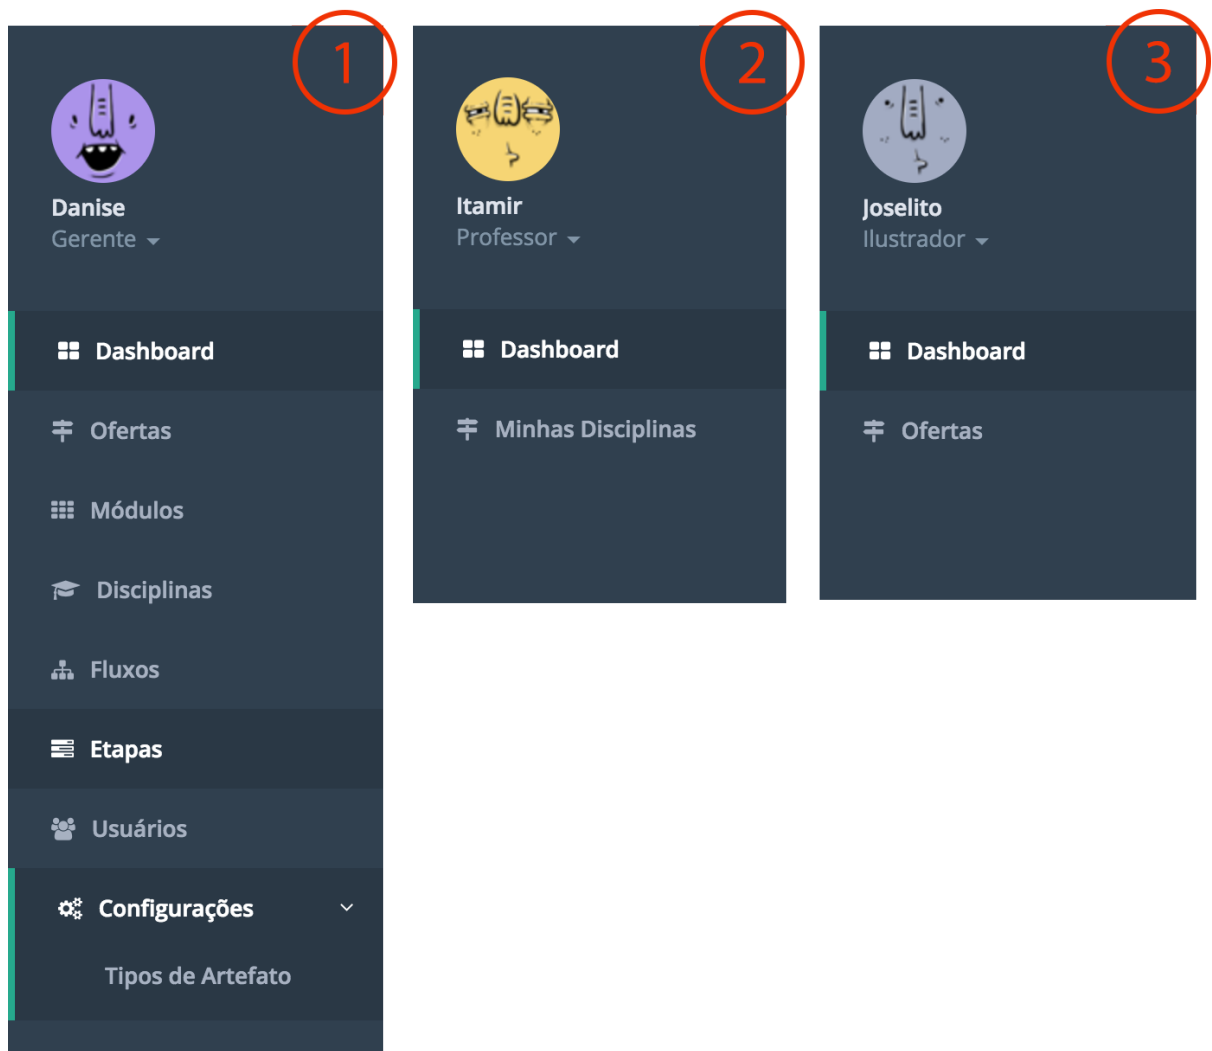 1
Danise
Gerente
Dashboard
Ofertas
Módulos
Disciplinas
Fluxos
Etapas
Usuários
Configurações
Tipos de Artefato
2
Itamir
Professor
Dashboard
Minhas Disciplinas
3
Joselito
Ilustrador
Dashboard
Ofertas